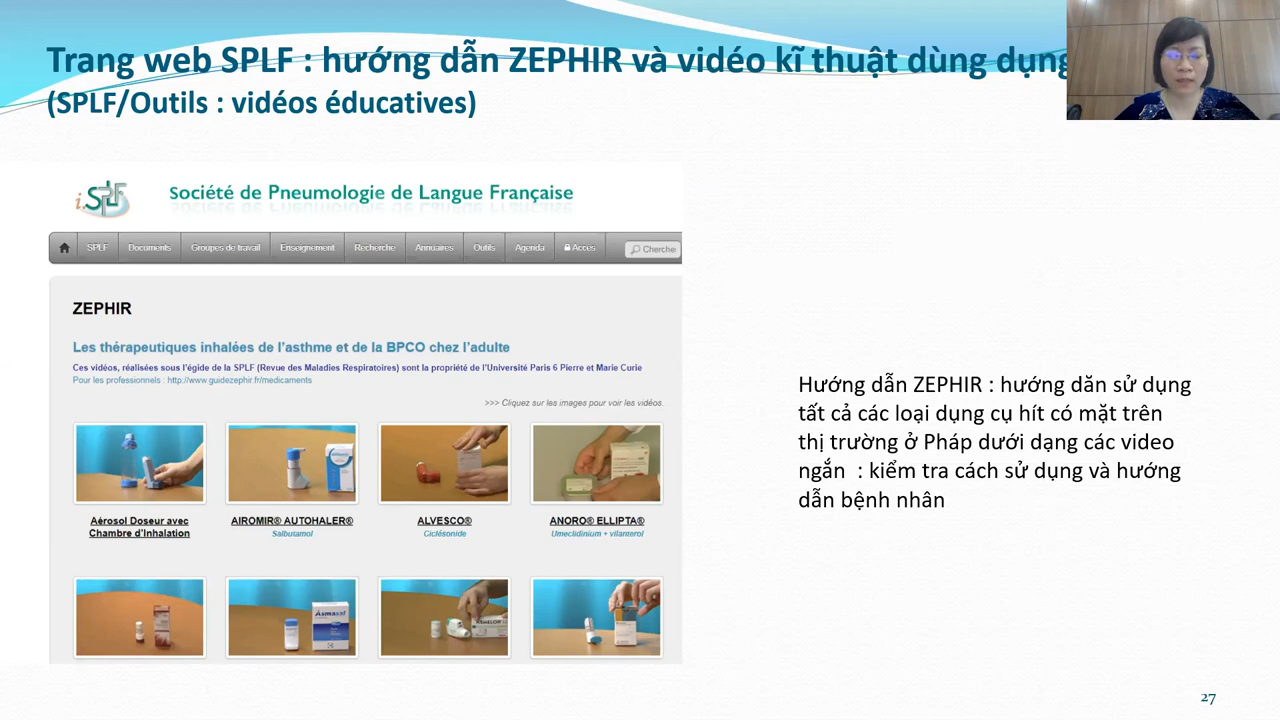 Trang web SPLF : hướng dẫn ZEPHIR và vidéo kĩ thuật dùng dụng
(SPLF/Outils : vidéos éducatives)
iSPLF
Société de Pneumologie de Langue Française
SPLF Documents Groupes de travail Enseignement Recherche Annuaires Outils Agenda Accès Cherche
ZEPHIR
Les thérapeutiques inhalées de l'asthme et de la BPCO chez l'adulte
Ces vidéos, réalisées sous l'égide de la SPLF (Revue des Maladies Respiratoires) sont la propriété de l'Université Paris 6 Pierre et Marie Curie
Pour les professionnels : http://www.guidezephir.fr/medicaments
>>> Cliquez sur les images pour voir les vidéos.
Aérosol Doseur avec
Chambre d'Inhalation
AIROMIR® AUTOHALER®
Salbutamol
ALVESCO®
Ciclésonide
ANORO® ELLIPTA®
Umeclidinium + vilanterol
Asmasal
ASMELOR
Hướng dẫn ZEPHIR : hướng dăn sử dụng
tất cả các loại dụng cụ hít có mặt trên
thị trường ở Pháp dưới dạng các video
ngắn : kiểm tra cách sử dụng và hướng
dẫn bệnh nhân
27